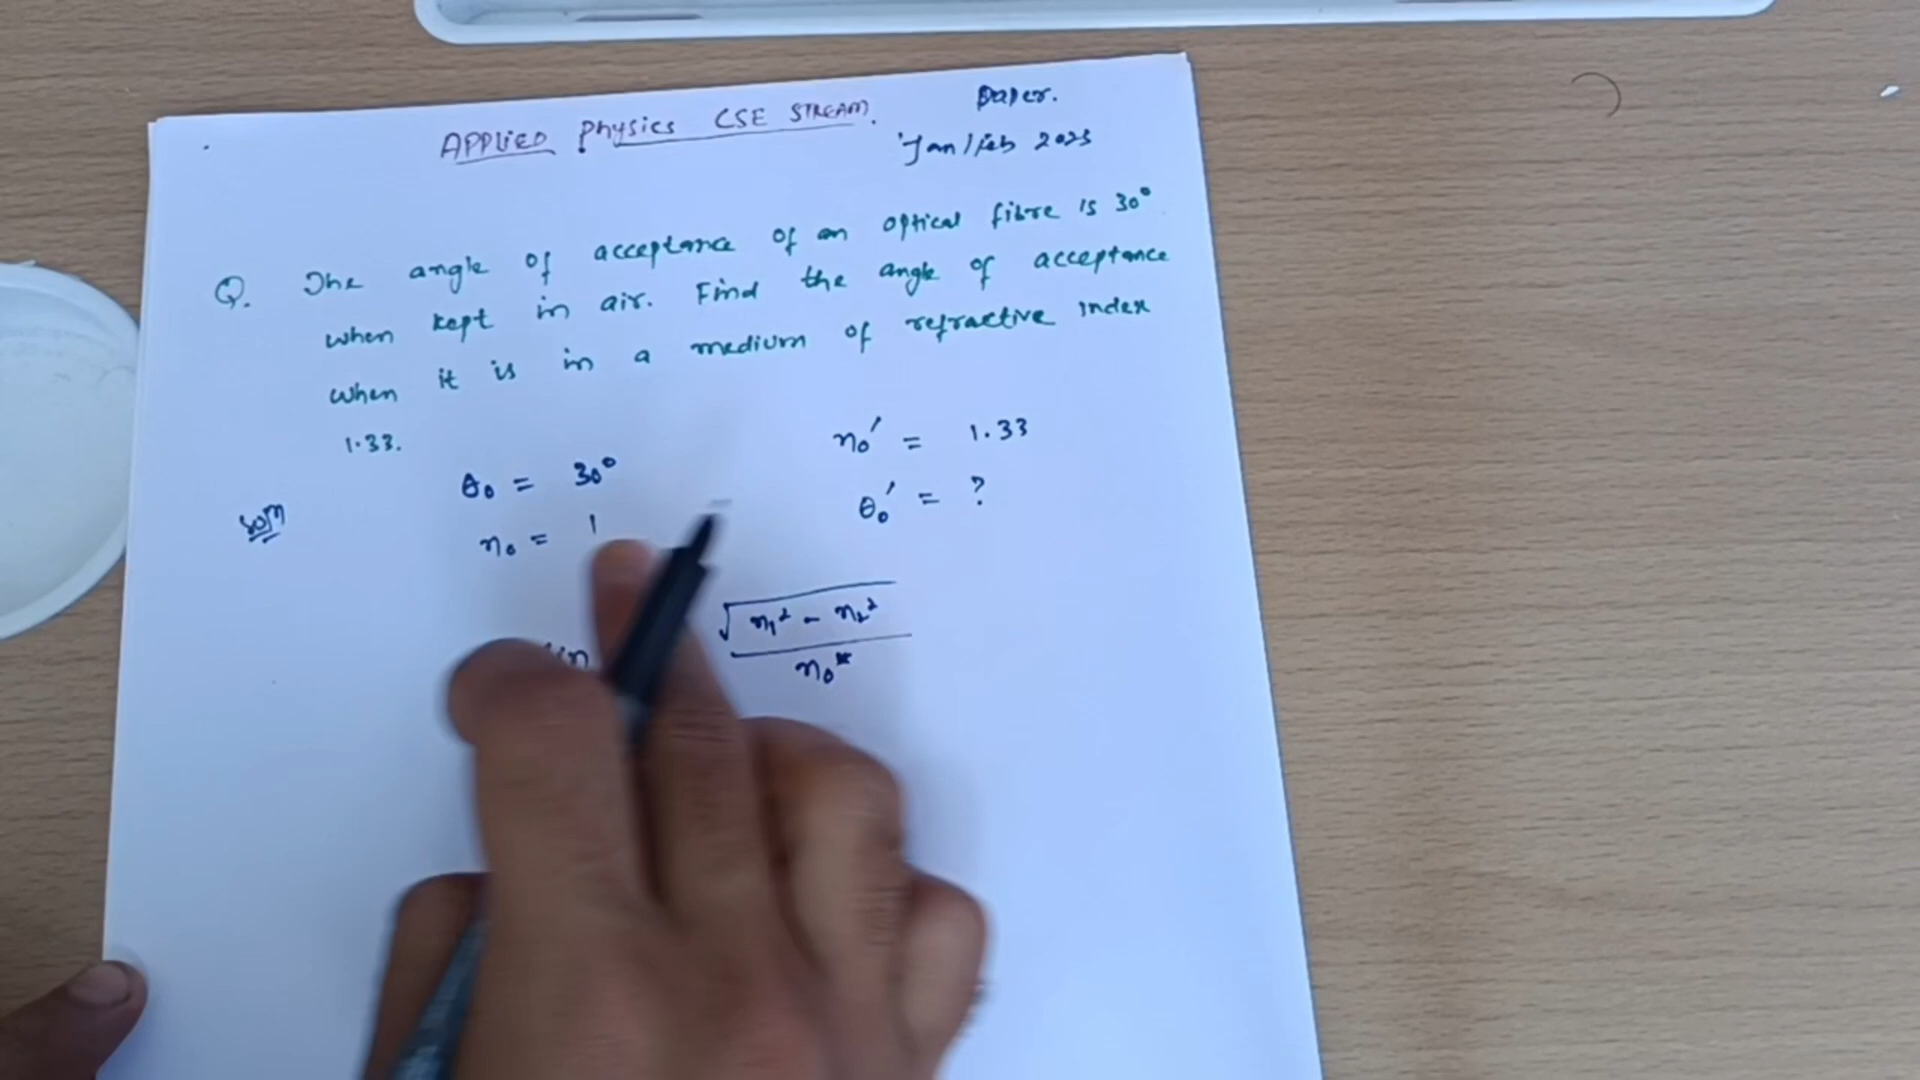 APPLIED Physics CSE STREAM.
Paper.
Jan/Feb 2023
Q. The angle of acceptance of an optical fibre is 30°
when kept in air. Find the angle of acceptance
when it is in a medium of refractive index
1.33.
Soln
θ₀ = 30°
n₀ = 1
n₀′ = 1.33
θ₀′ = ?
√(n₁² - n₂²)
n₀